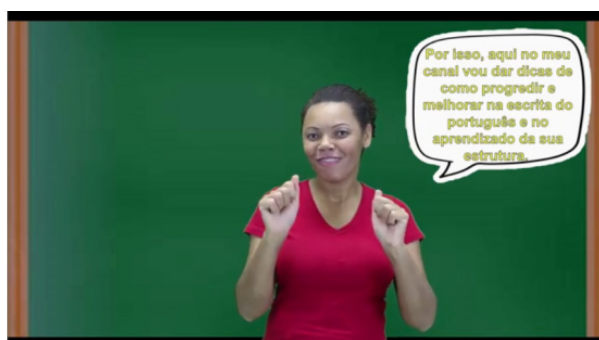 Por isso, aqui no meu
canal vou dar dicas de
como progredir e
melhorar na escrita do
português e no
aprendizado da sua
estrutura.